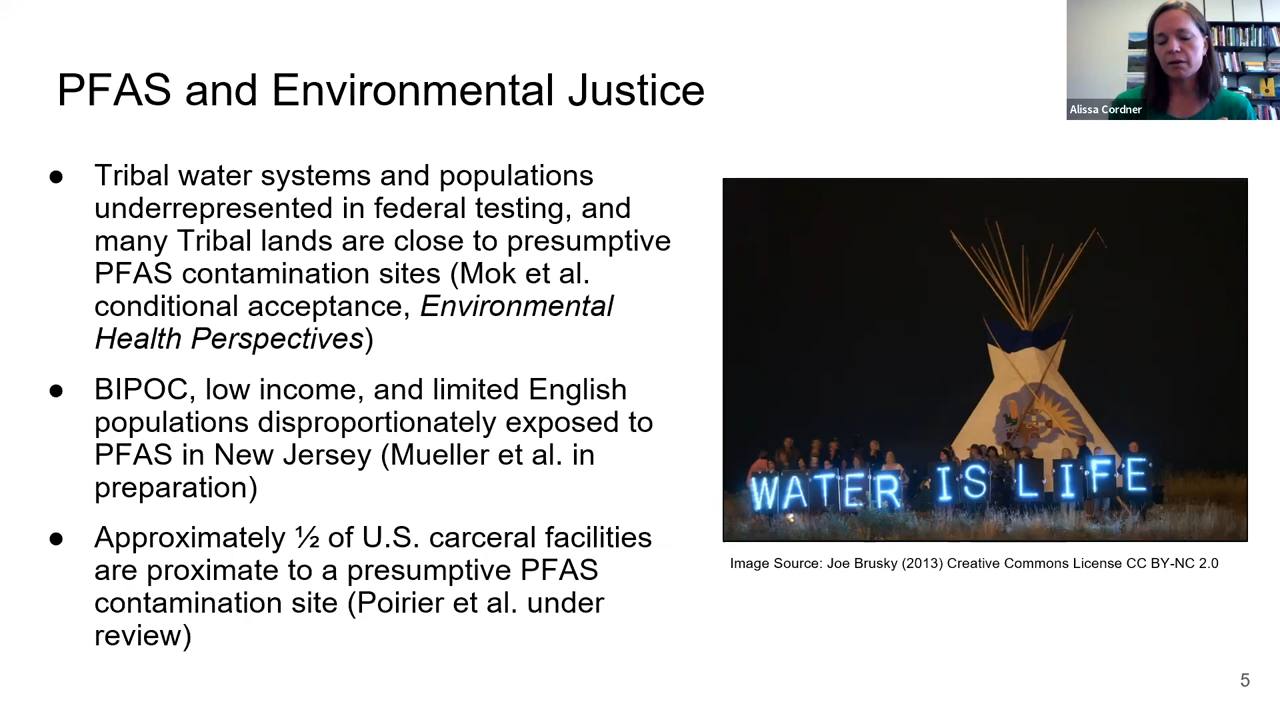 Alissa Cordner
PFAS and Environmental Justice
● Tribal water systems and populations
underrepresented in federal testing, and
many Tribal lands are close to presumptive
PFAS contamination sites (Mok et al.
conditional acceptance, Environmental
Health Perspectives)
● BIPOC, low income, and limited English
populations disproportionately exposed to
PFAS in New Jersey (Mueller et al. in
preparation)
● Approximately ½ of U.S. carceral facilities
are proximate to a presumptive PFAS
contamination site (Poirier et al. under
review)
WATER IS LIFE
Image Source: Joe Brusky (2013) Creative Commons License CC BY-NC 2.0
5